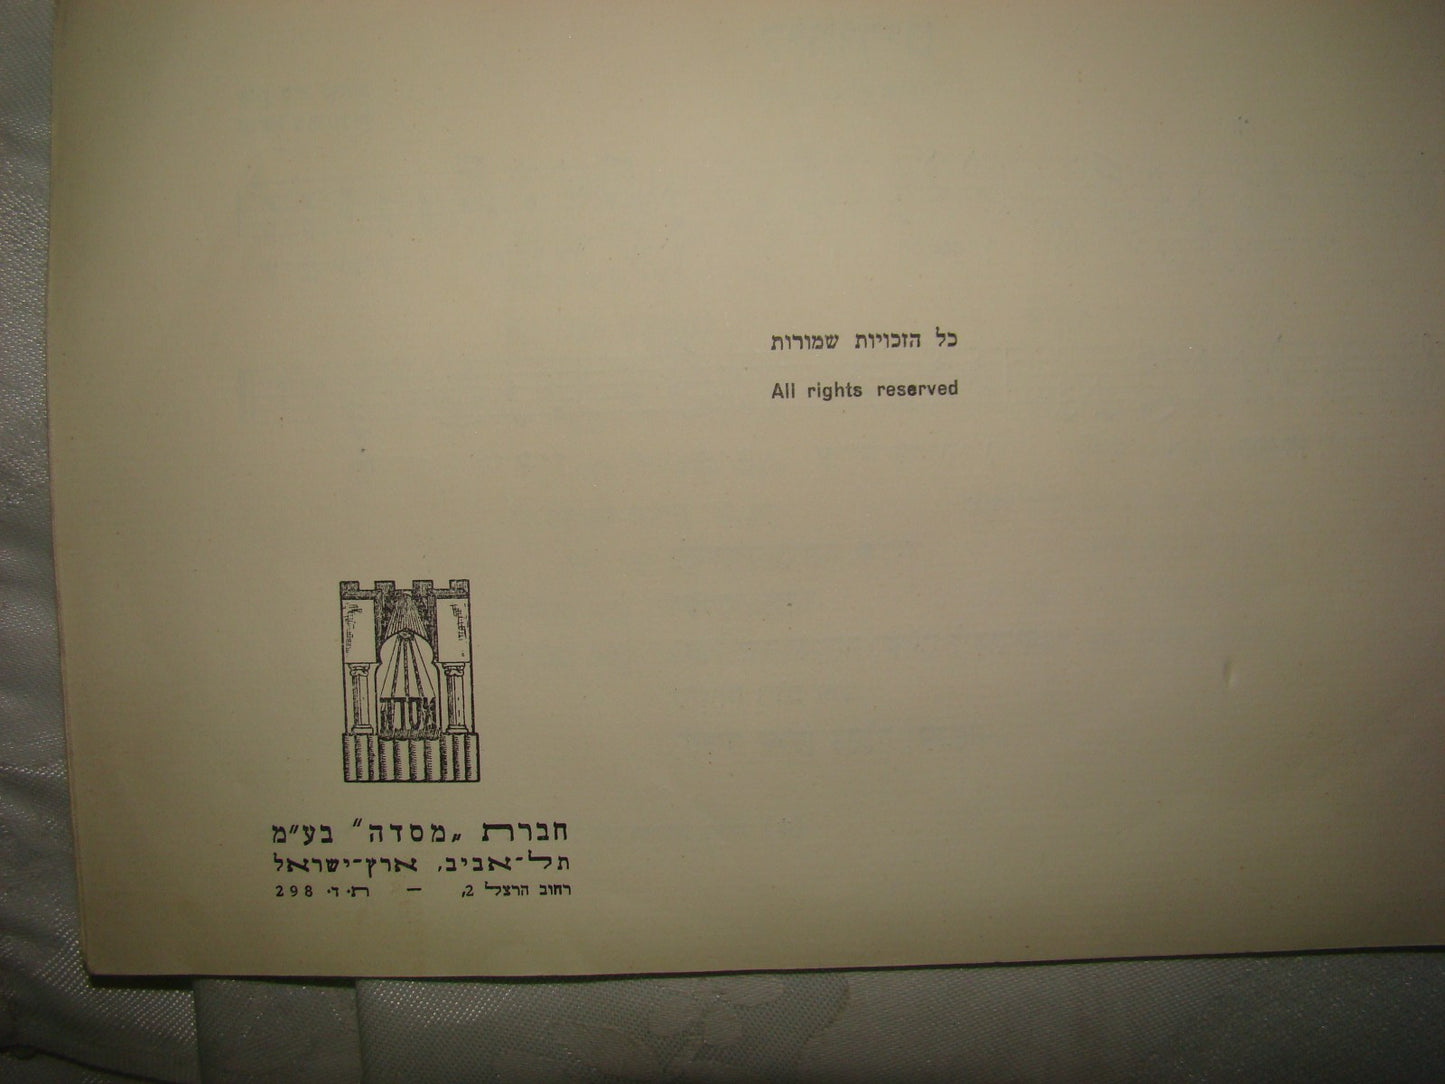 כל הזכויות שמורות
All rights reserved
מסדה
חברת „מסדה” בע״מ
תל־אביב, ארץ־ישראל
רחוב הרצל 2, — ת. ד. 298